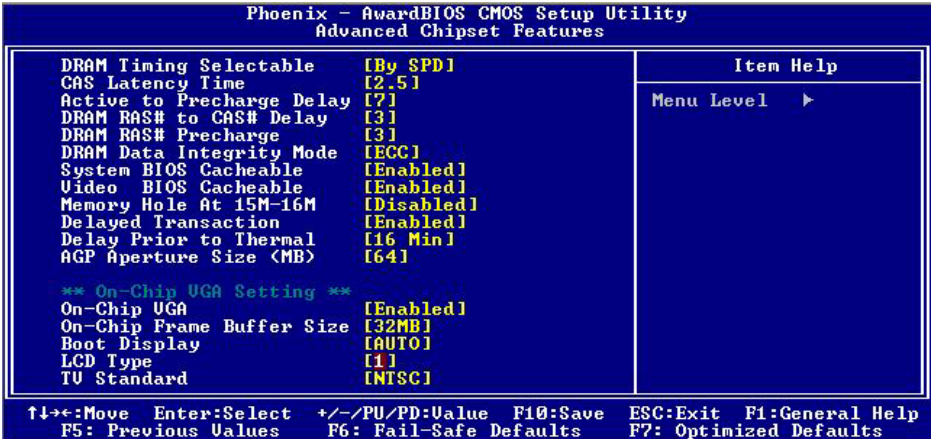 Phoenix - AwardBIOS CMOS Setup Utility
Advanced Chipset Features
DRAM Timing Selectable [By SPD]
CAS Latency Time [2.5]
Active to Precharge Delay [7]
DRAM RAS# to CAS# Delay [3]
DRAM RAS# Precharge [3]
DRAM Data Integrity Mode [ECC]
System BIOS Cacheable [Enabled]
Video BIOS Cacheable [Enabled]
Memory Hole At 15M-16M [Disabled]
Delayed Transaction [Enabled]
Delay Prior to Thermal [16 Min]
AGP Aperture Size (MB) [64]
** On-Chip VGA Setting **
On-Chip VGA [Enabled]
On-Chip Frame Buffer Size [32MB]
Boot Display [AUTO]
LCD Type [1]
TV Standard [NTSC]
Item Help
Menu Level ▶
↑↓→←:Move Enter:Select +/-/PU/PD:Value F10:Save ESC:Exit F1:General Help
F5: Previous Values F6: Fail-Safe Defaults F7: Optimized Defaults